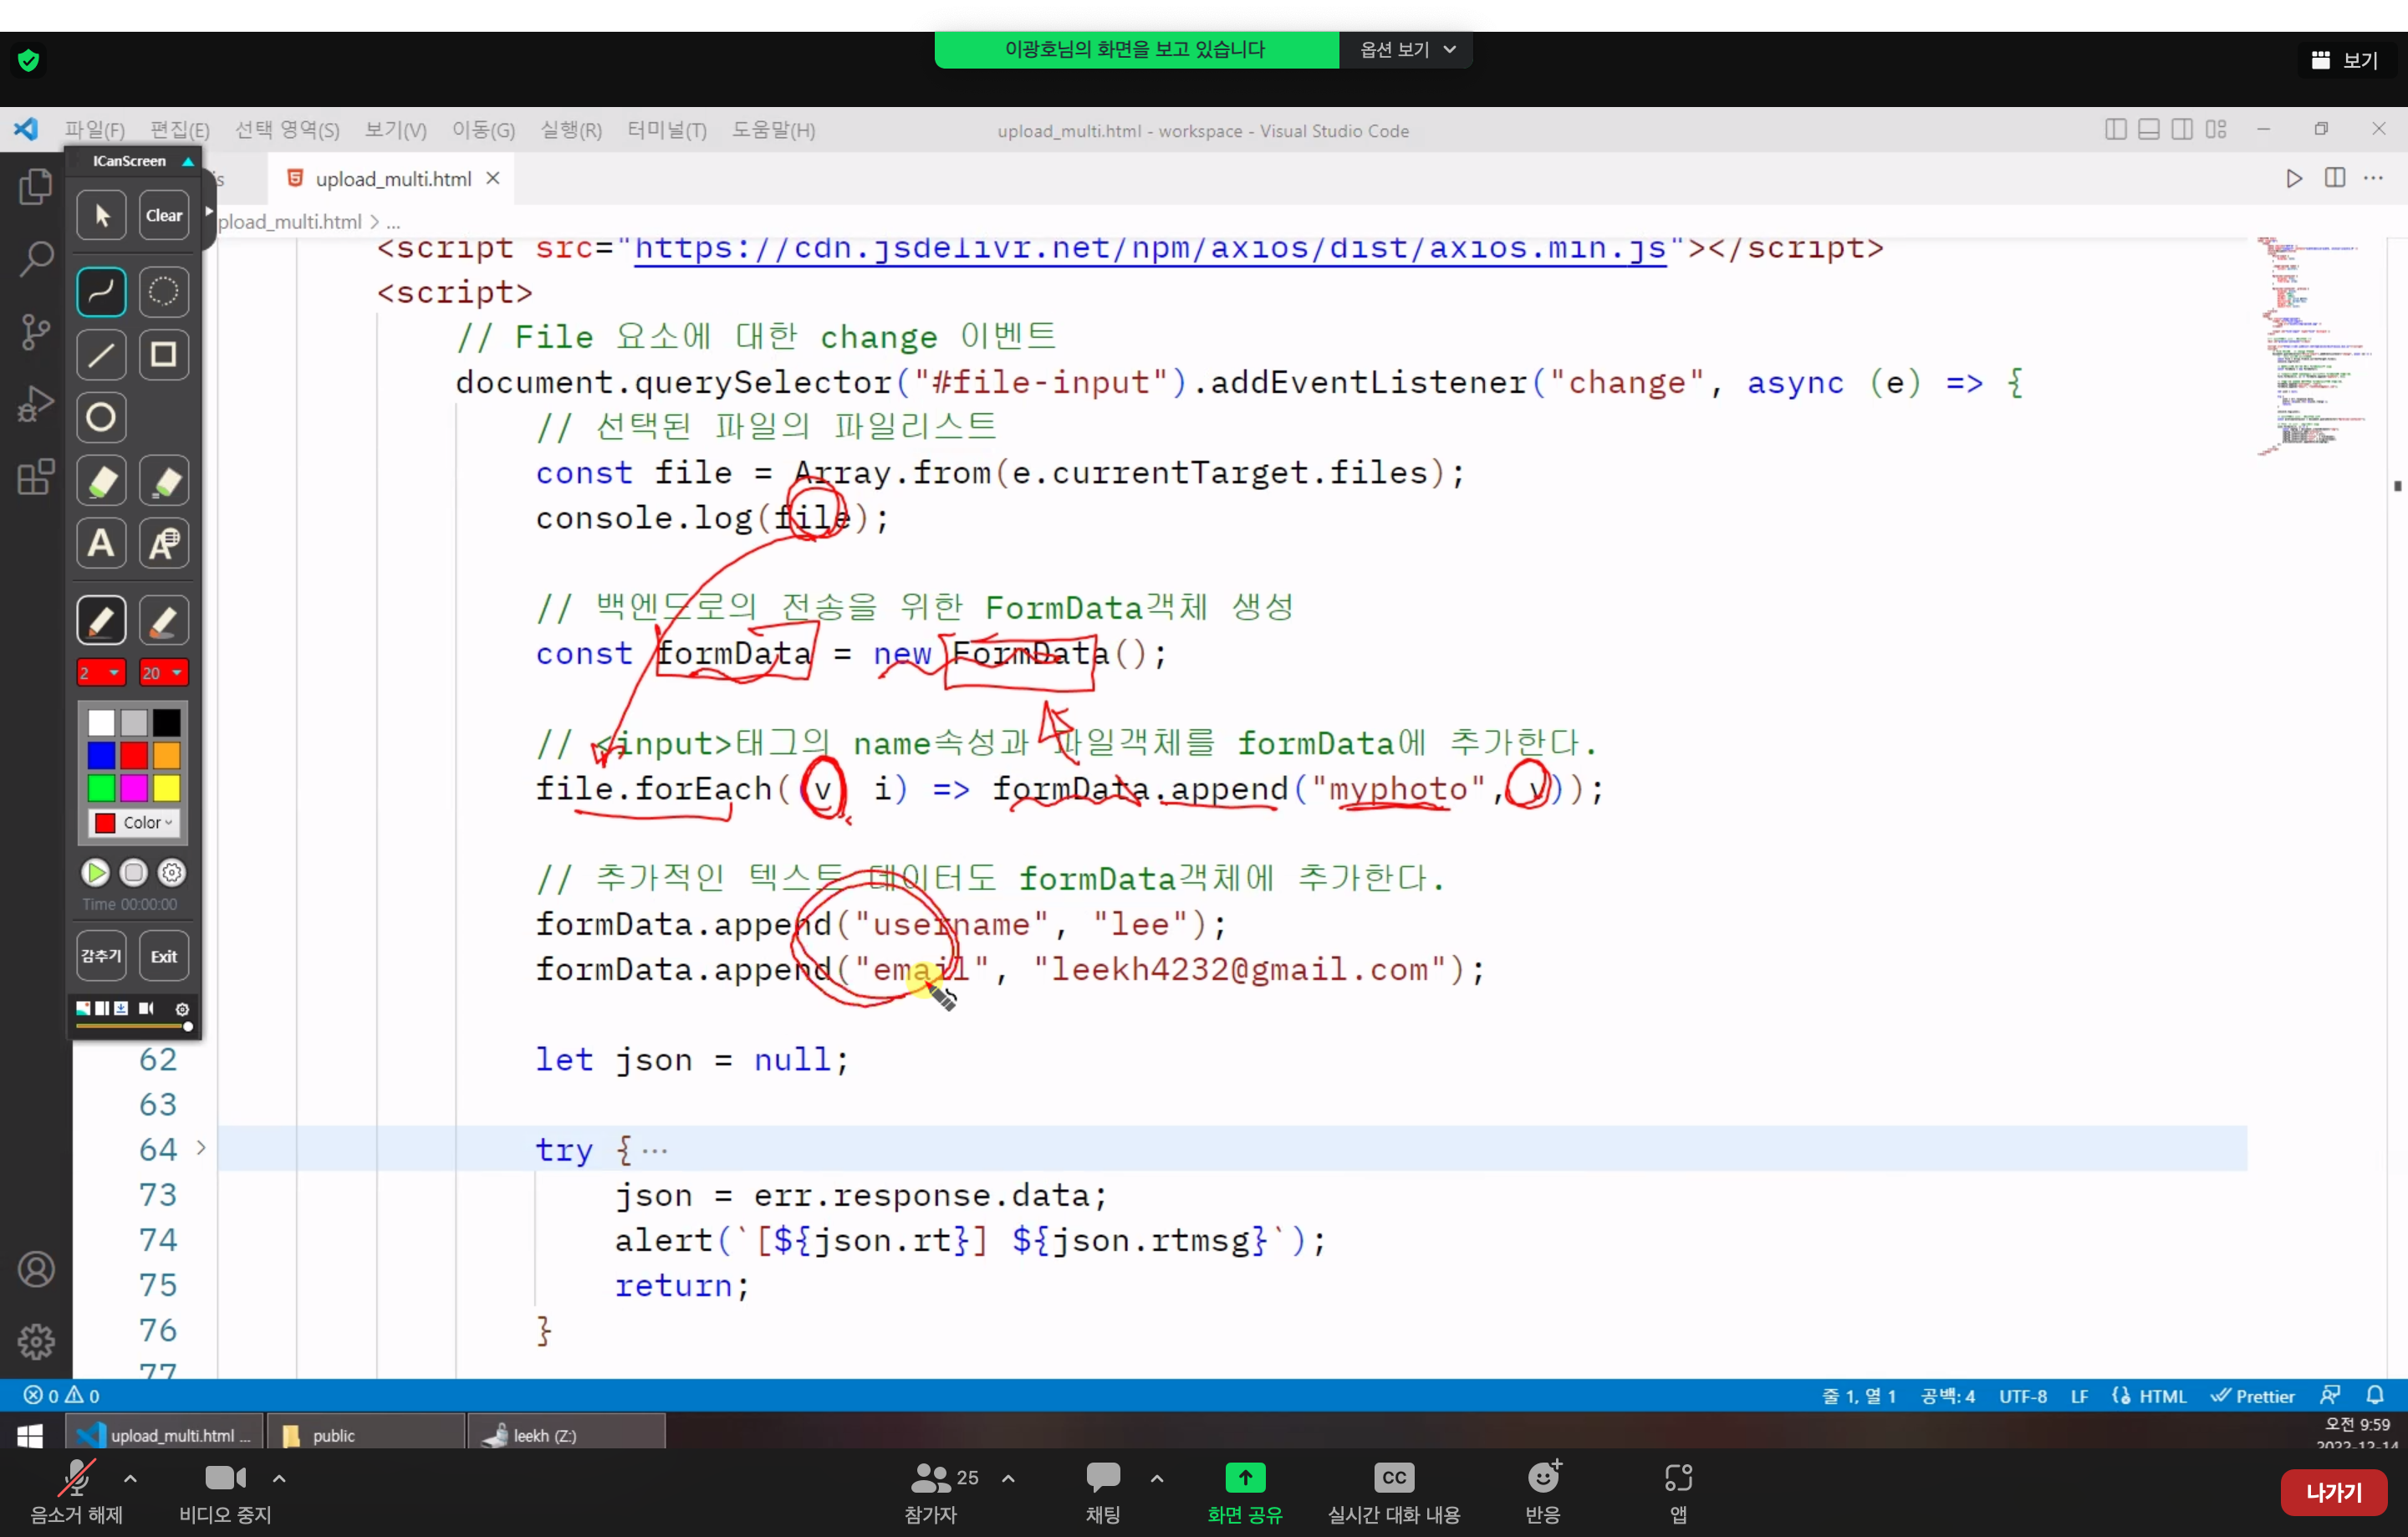 이광호님의 화면을 보고 있습니다
옵션 보기
보기
파일(F) 편집(E) 선택 영역(S) 보기(V) 이동(G) 실행(R) 터미널(T) 도움말(H)
upload_multi.html - workspace - Visual Studio Code
ICanScreen
upload_multi.html
Clear
pload_multi.html > ...
<script src="https://cdn.jsdelivr.net/npm/axios/dist/axios.min.js"></script>
<script>
// File 요소에 대한 change 이벤트
document.querySelector("#file-input").addEventListener("change", async (e) => {
// 선택된 파일의 파일리스트
const file = Array.from(e.currentTarget.files);
console.log(file);
// 백엔드로의 전송을 위한 FormData객체 생성
const formData = new FormData();
// <input>태그의 name속성과 파일객체를 formData에 추가한다.
file.forEach((v, i) => formData.append("myphoto", v));
// 추가적인 텍스트 데이터도 formData객체에 추가한다.
formData.append("username", "lee");
formData.append("email", "leekh4232@gmail.com");
2
20
Color
Time 00:00:00
감추기
Exit
62 let json = null;
63
64 try {...
73 json = err.response.data;
74 alert(`[${json.rt}] ${json.rtmsg}`);
75 return;
76 }
77
0 0
줄 1, 열 1 공백: 4 UTF-8 LF HTML Prettier
upload_multi.html ...
public
leekh (Z:)
오전 9:59
2022-12-14
음소거 해제
비디오 중지
25
참가자
채팅
화면 공유
CC
실시간 대화 내용
반응
앱
나가기